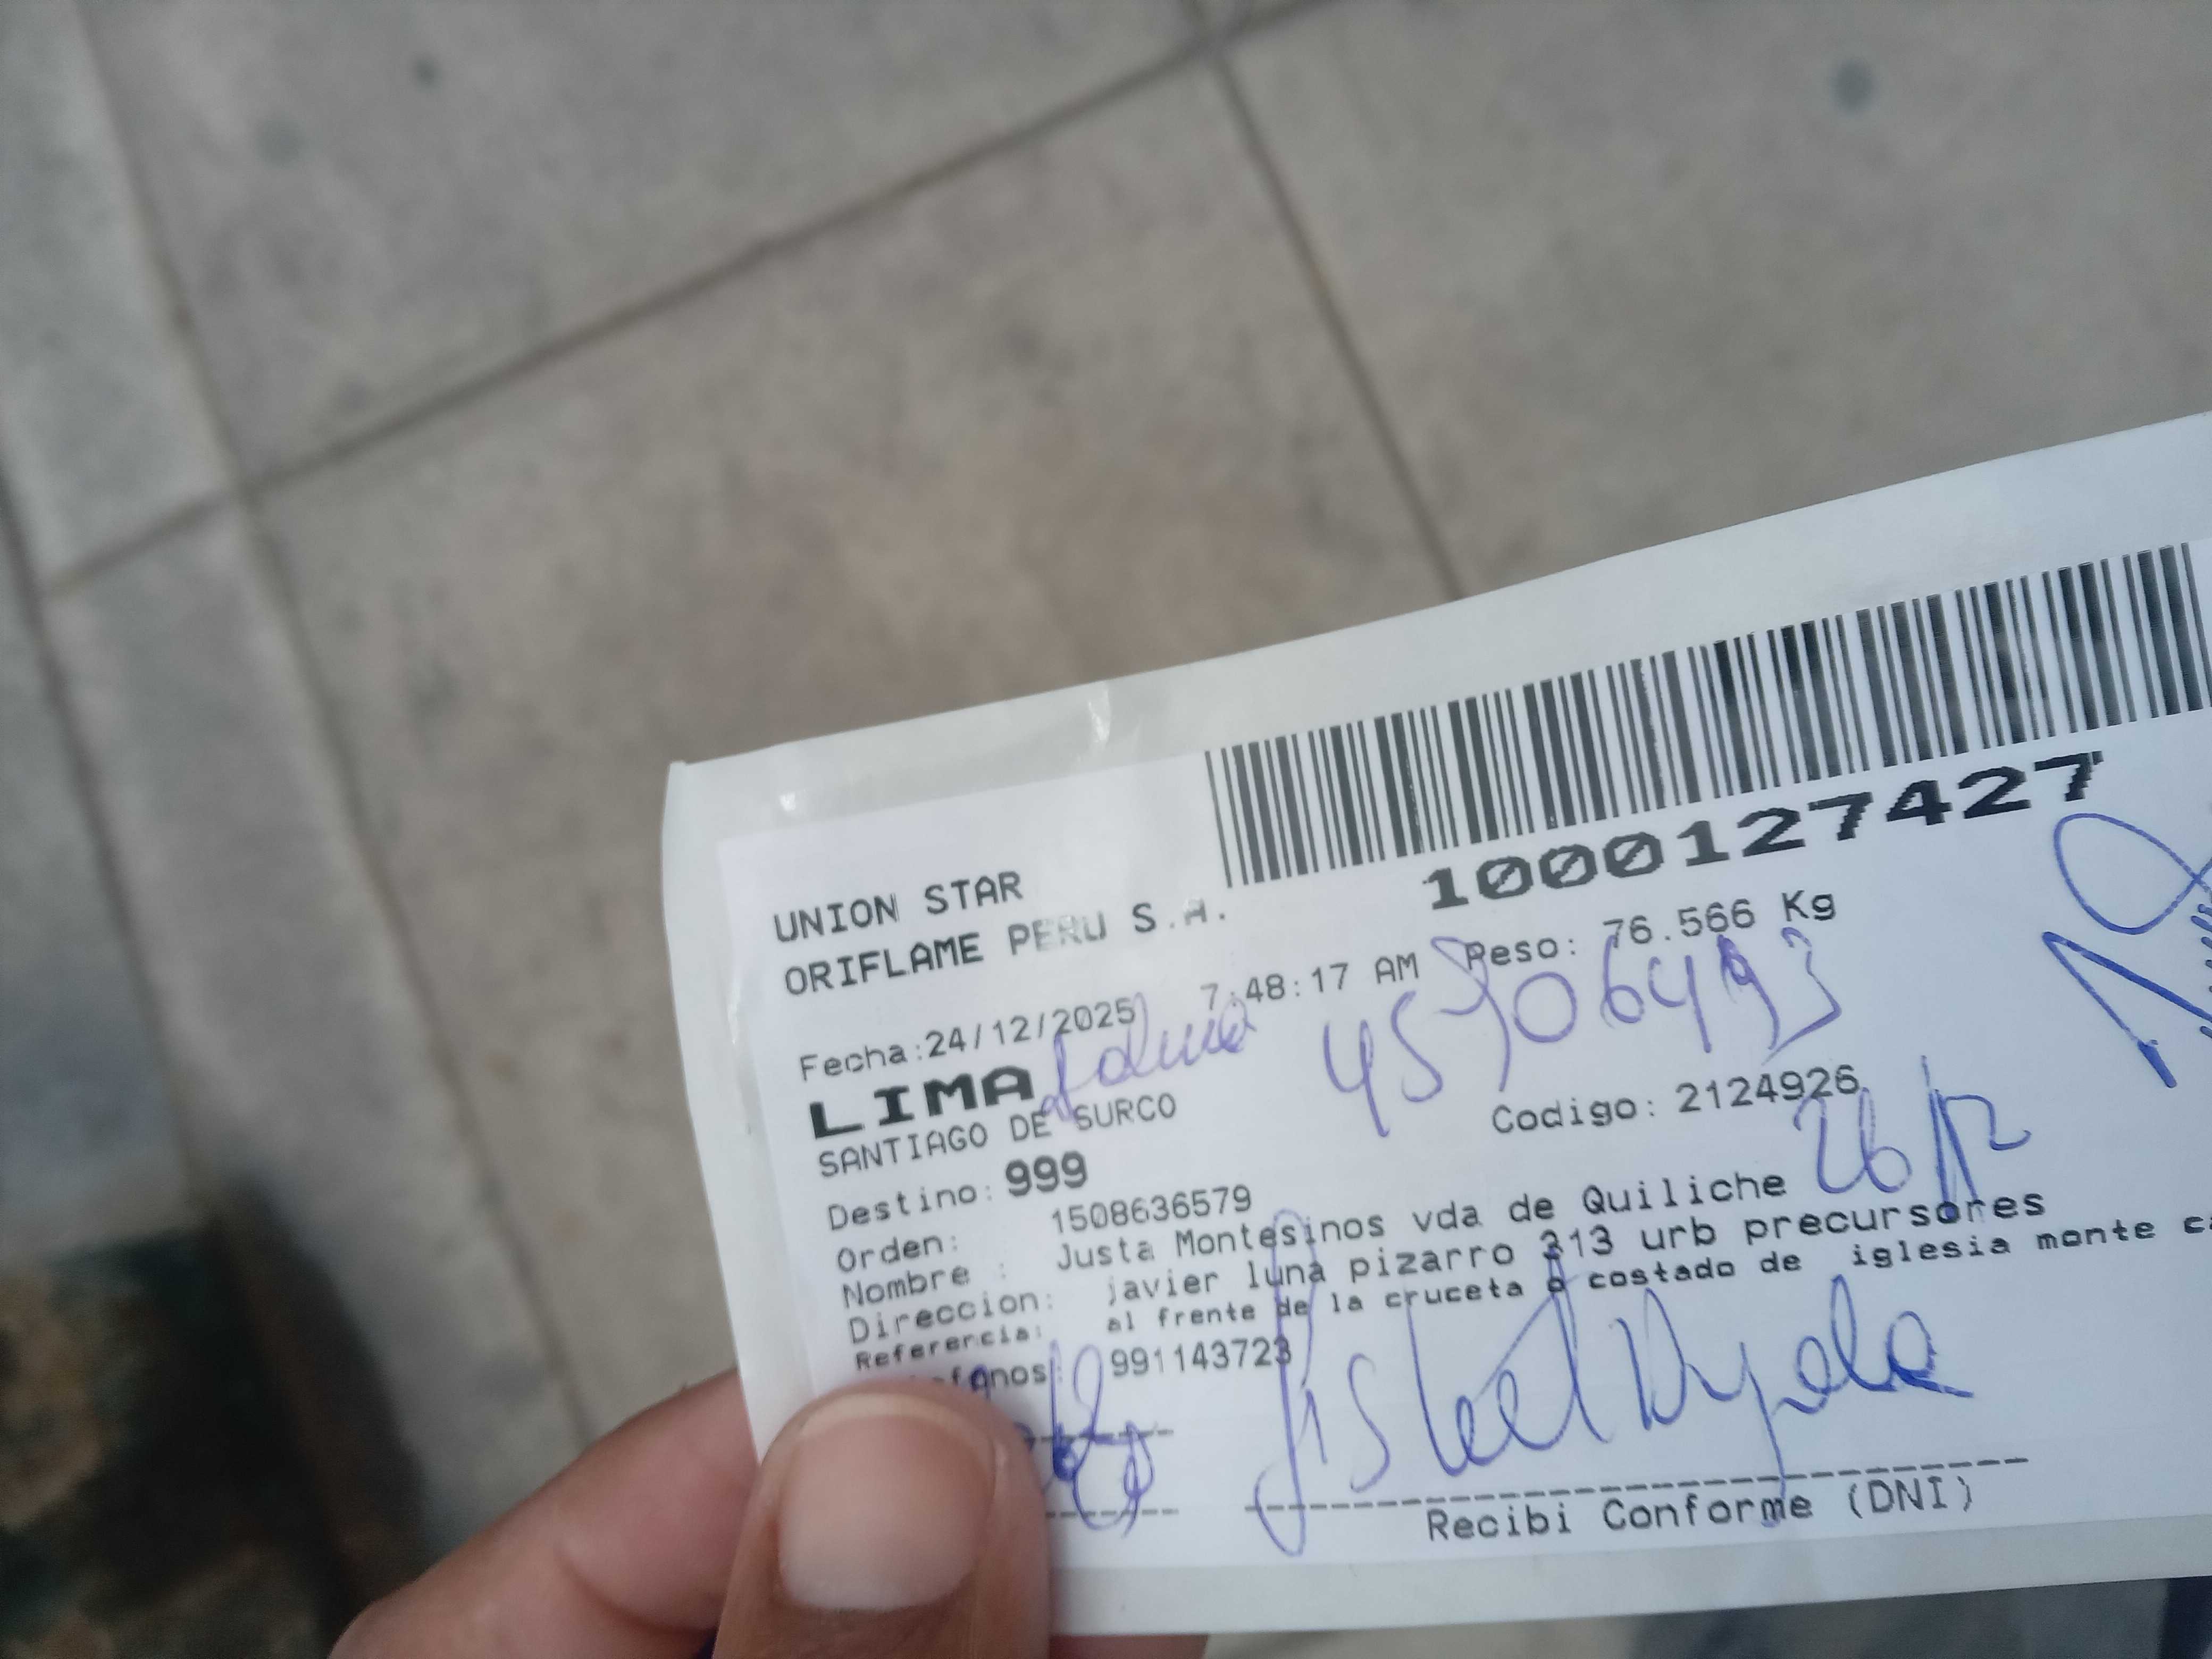 1000127427
UNION STAR
ORIFLAME PERU S.A.
Fecha:24/12/2025 7:48:17 AM Peso: 76.566 Kg
45906493
LIMA
SANTIAGO DE SURCO
Codigo: 2124926
Destino: 999
26/12
Orden: 1508636579
Nombre : Justa Montesinos vda de Quiliche
Direccion: javier luna pizarro 313 urb precursores
Referencia: al frente de la cruceta o costado de iglesia monte
991143723
Recibi Conforme (DNI)